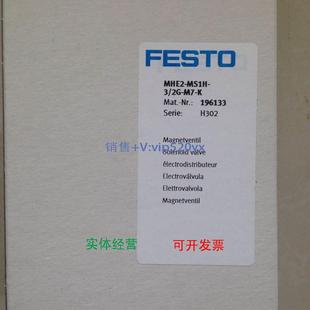 FESTO
MHE2-MS1H-
3/2G-M7-K
Mat.-Nr.: 196133
Serie: H302
Magnetventil
Solenoid valve
销售+V:vip520vx
électrodistributeur
Electroválvula
Elettrovalvola
Magnetventil
实体经营 可开发票